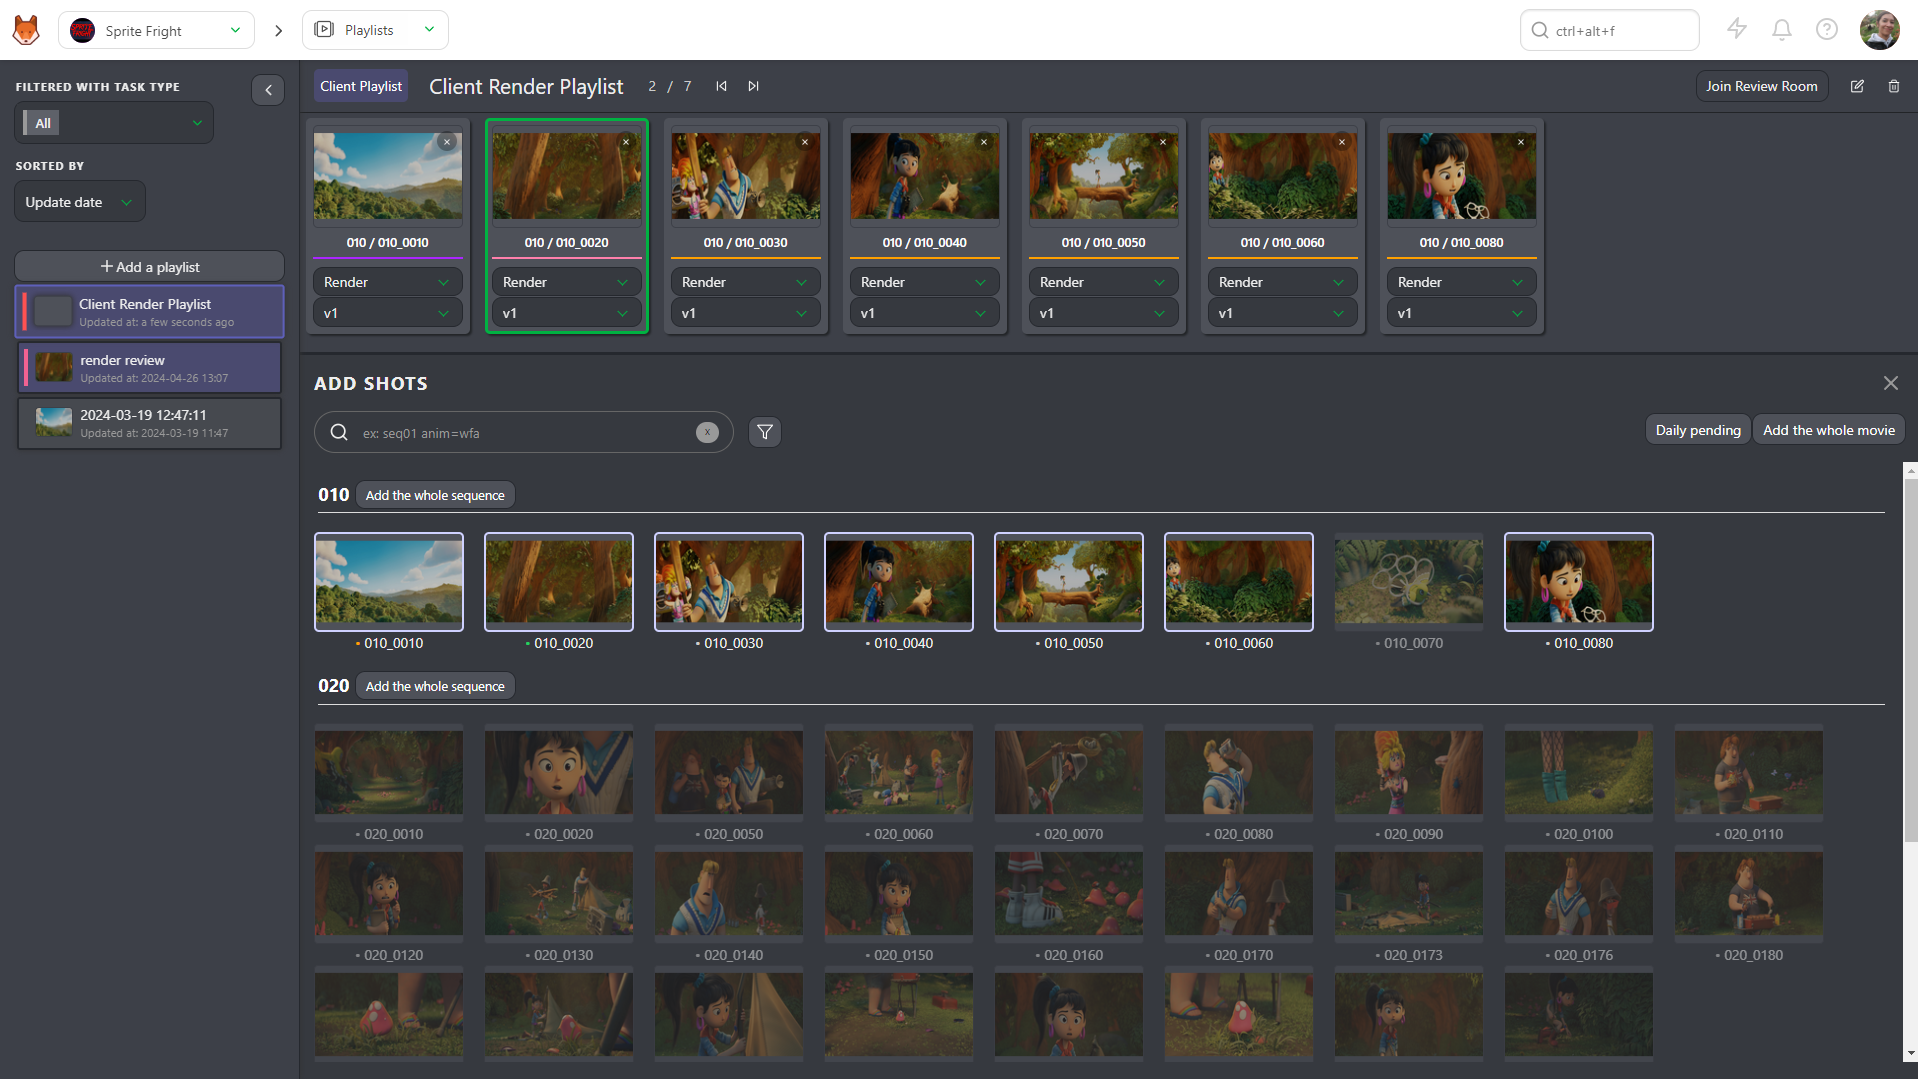 Sprite Fright
Playlists
ctrl+alt+f
FILTERED WITH TASK TYPE
All
SORTED BY
Update date
+ Add a playlist
Client Render Playlist
Updated at: a few seconds ago
render review
Updated at: 2024-04-26 13:07
2024-03-19 12:47:11
Updated at: 2024-03-19 11:47
Client Playlist Client Render Playlist 2 / 7
Join Review Room
010 / 010_0010 010 / 010_0020 010 / 010_0030 010 / 010_0040 010 / 010_0050 010 / 010_0060 010 / 010_0080
Render Render Render Render Render Render Render
v1 v1 v1 v1 v1 v1 v1
ADD SHOTS
ex: seq01 anim=wfa
x
Daily pending Add the whole movie
010 Add the whole sequence
• 010_0010 • 010_0020 • 010_0030 • 010_0040 • 010_0050 • 010_0060 • 010_0070 • 010_0080
020 Add the whole sequence
• 020_0010 • 020_0020 • 020_0050 • 020_0060 • 020_0070 • 020_0080 • 020_0090 • 020_0100 • 020_0110
• 020_0120 • 020_0130 • 020_0140 • 020_0150 • 020_0160 • 020_0170 • 020_0173 • 020_0176 • 020_0180